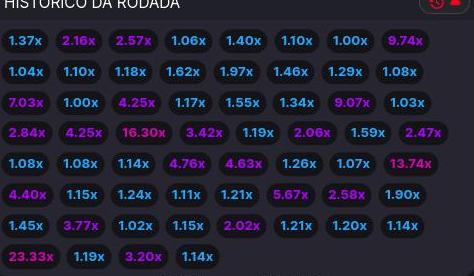 HISTÓRICO DA RODADA
1.37x 2.16x 2.57x 1.06x 1.40x 1.10x 1.00x 9.74x
1.04x 1.10x 1.18x 1.62x 1.97x 1.46x 1.29x 1.08x
7.03x 1.00x 4.25x 1.17x 1.55x 1.34x 9.07x 1.03x
2.84x 4.25x 16.30x 3.42x 1.19x 2.06x 1.59x 2.47x
1.08x 1.08x 1.14x 4.76x 4.63x 1.26x 1.07x 13.74x
4.40x 1.15x 1.24x 1.11x 1.21x 5.67x 2.58x 1.90x
1.45x 3.77x 1.02x 1.15x 2.02x 1.21x 1.20x 1.14x
23.33x 1.19x 3.20x 1.14x